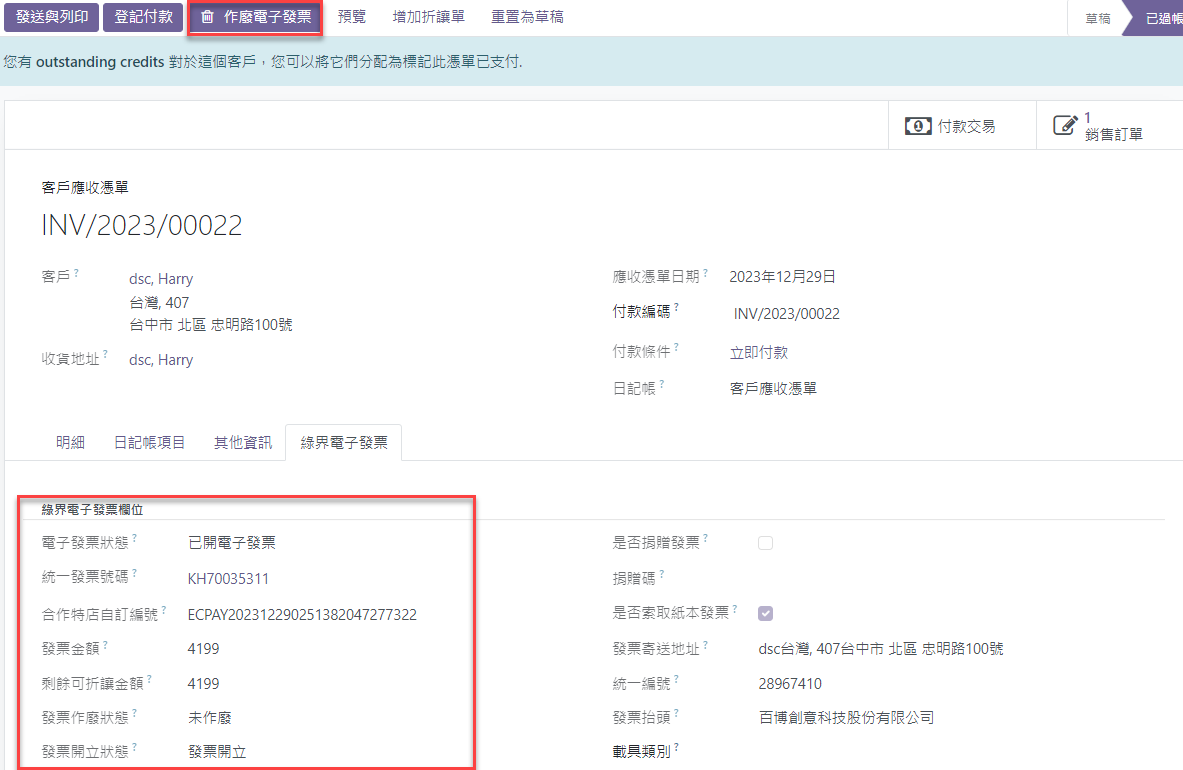 發送與列印 登記付款 作廢電子發票 預覽 增加折讓單 重置為草稿 草稿 已過帳
您有 outstanding credits 對於這個客戶，您可以將它們分配為標記此憑單已支付.
付款交易
1
銷售訂單
客戶應收憑單
INV/2023/00022
客戶? dsc, Harry
台灣, 407
台中市 北區 忠明路100號
收貨地址? dsc, Harry
應收憑單日期? 2023年12月29日
付款編碼? INV/2023/00022
付款條件? 立即付款
日記帳? 客戶應收憑單
明細 日記帳項目 其他資訊 綠界電子發票
綠界電子發票欄位
電子發票狀態? 已開電子發票
統一發票號碼? KH70035311
合作特店自訂編號? ECPAY202312290251382047277322
發票金額? 4199
剩餘可折讓金額? 4199
發票作廢狀態? 未作廢
發票開立狀態? 發票開立
是否捐贈發票?
捐贈碼?
是否索取紙本發票?
發票寄送地址? dsc台灣, 407台中市 北區 忠明路100號
統一編號? 28967410
發票抬頭? 百博創意科技股份有限公司
載具類別?